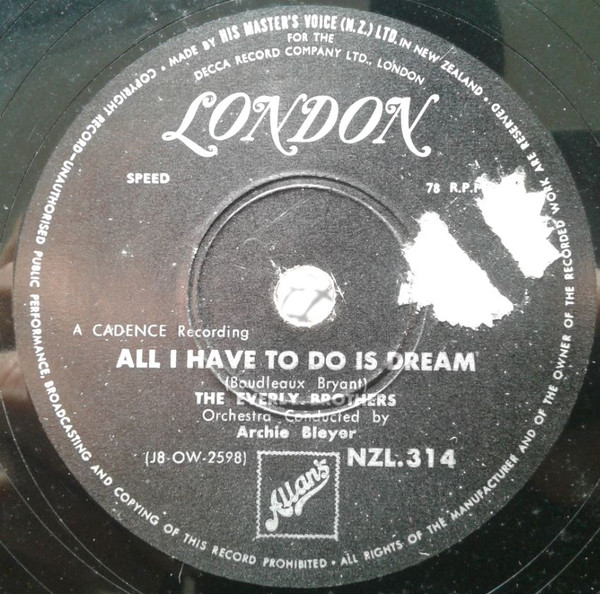 MADE BY HIS MASTER'S VOICE (N.Z.) LTD. IN NEW ZEALAND •
FOR THE
DECCA RECORD COMPANY LTD., LONDON
LONDON
SPEED
78 R.P.
A CADENCE Recording
ALL I HAVE TO DO IS DREAM
(Boudleaux Bryant)
THE EVERLY BROTHERS
Orchestra Conducted by
Archie Bleyer
(J8-OW-2598)
NZL.314
Allan's
COPYRIGHT RECORD—UNAUTHORISED PUBLIC PERFORMANCE, BROADCASTING AND COPYING OF THIS RECORD PROHIBITED • ALL RIGHTS OF THE MANUFACTURER AND OF THE OWNER OF THE RECORDED WORK ARE RESERVED •